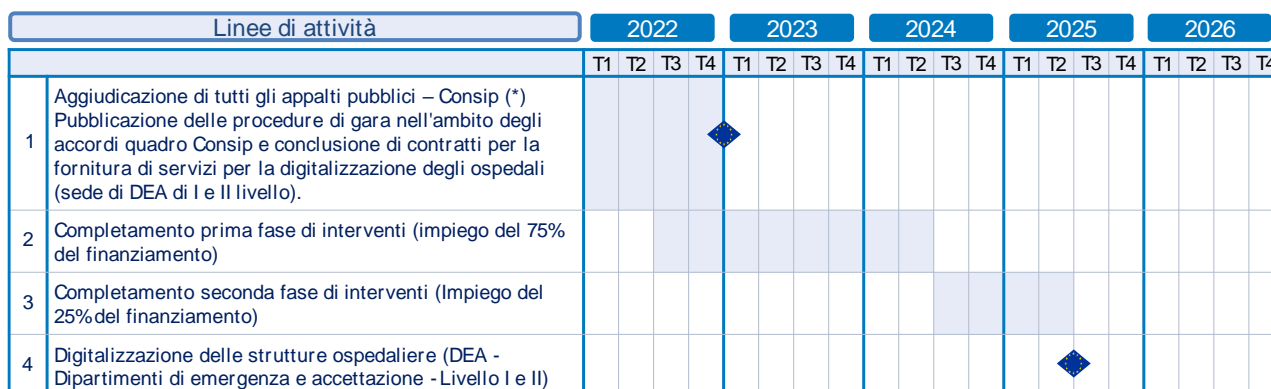 Linee di attività 2022 2023 2024 2025 2026
T1 T2 T3 T4 T1 T2 T3 T4 T1 T2 T3 T4 T1 T2 T3 T4 T1 T2 T3 T4
1
Aggiudicazione di tutti gli appalti pubblici – Consip (*)
Pubblicazione delle procedure di gara nell'ambito degli
accordi quadro Consip e conclusione di contratti per la
fornitura di servizi per la digitalizzazione degli ospedali
(sede di DEA di I e II livello).
2
Completamento prima fase di interventi (impiego del 75%
del finanziamento)
3
Completamento seconda fase di interventi (Impiego del
25%del finanziamento)
4
Digitalizzazione delle strutture ospedaliere (DEA -
Dipartimenti di emergenza e accettazione - Livello I e II)